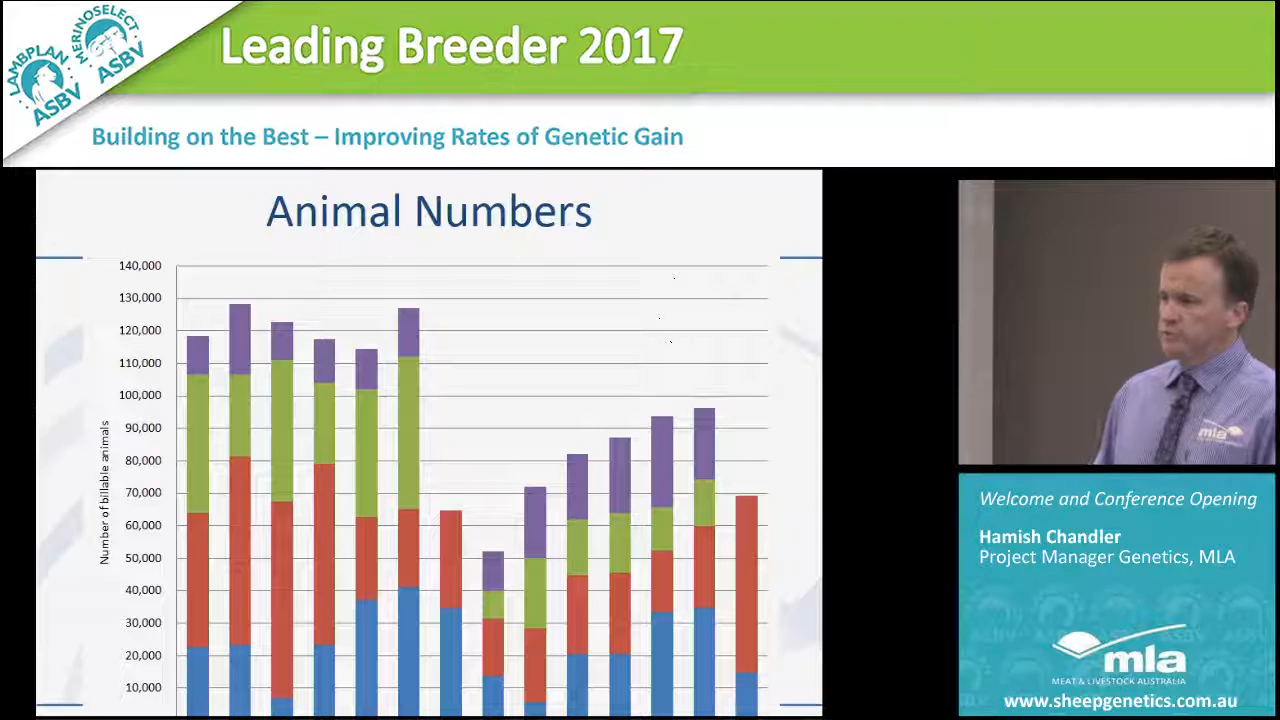 LAMBPLAN
ASBV
MERINOSELECT
ASBV
Leading Breeder 2017
Building on the Best – Improving Rates of Genetic Gain
Animal Numbers
140,000
130,000
120,000
110,000
100,000
90,000
80,000
70,000
60,000
50,000
40,000
30,000
20,000
10,000
Number of billable animals
mla
Welcome and Conference Opening
Hamish Chandler
Project Manager Genetics, MLA
mla
MEAT & LIVESTOCK AUSTRALIA
www.sheepgenetics.com.au